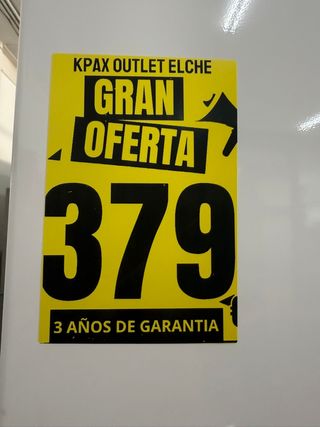 KPAX OUTLET ELCHE
GRAN
OFERTA
379
3 AÑOS DE GARANTIA